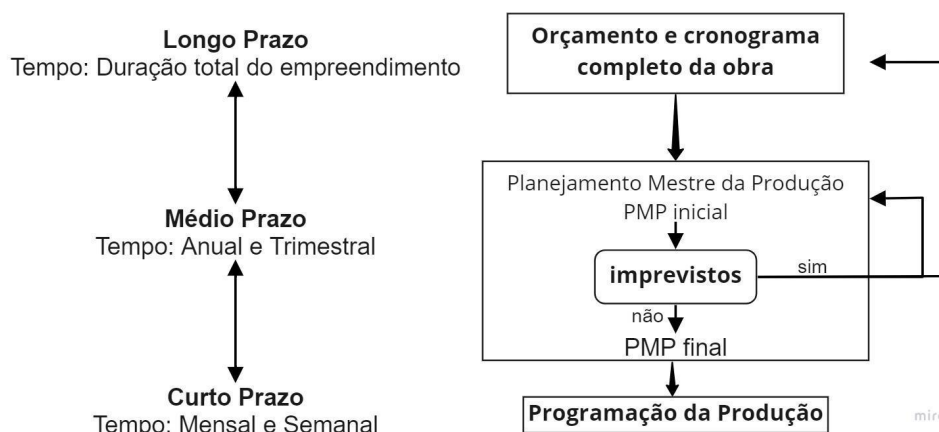 Longo Prazo
Tempo: Duração total do empreendimento
Médio Prazo
Tempo: Anual e Trimestral
Curto Prazo
Tempo: Mensal e Semanal
Orçamento e cronograma
completo da obra
Planejamento Mestre da Produção
PMP inicial
imprevistos
sim
não
PMP final
Programação da Produção